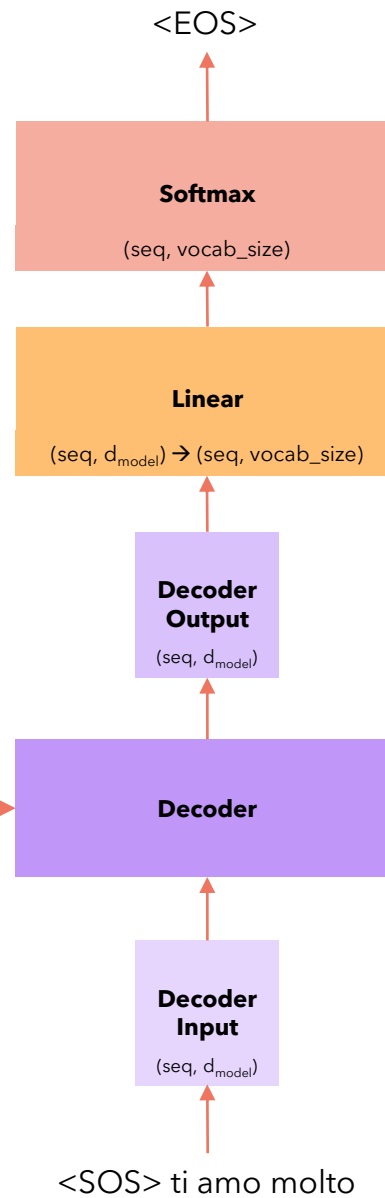 <EOS>
Softmax
(seq, vocab_size)
Linear
(seq, dmodel) → (seq, vocab_size)
Decoder
Output
(seq, dmodel)
Decoder
Decoder
Input
(seq, dmodel)
<SOS> ti amo molto